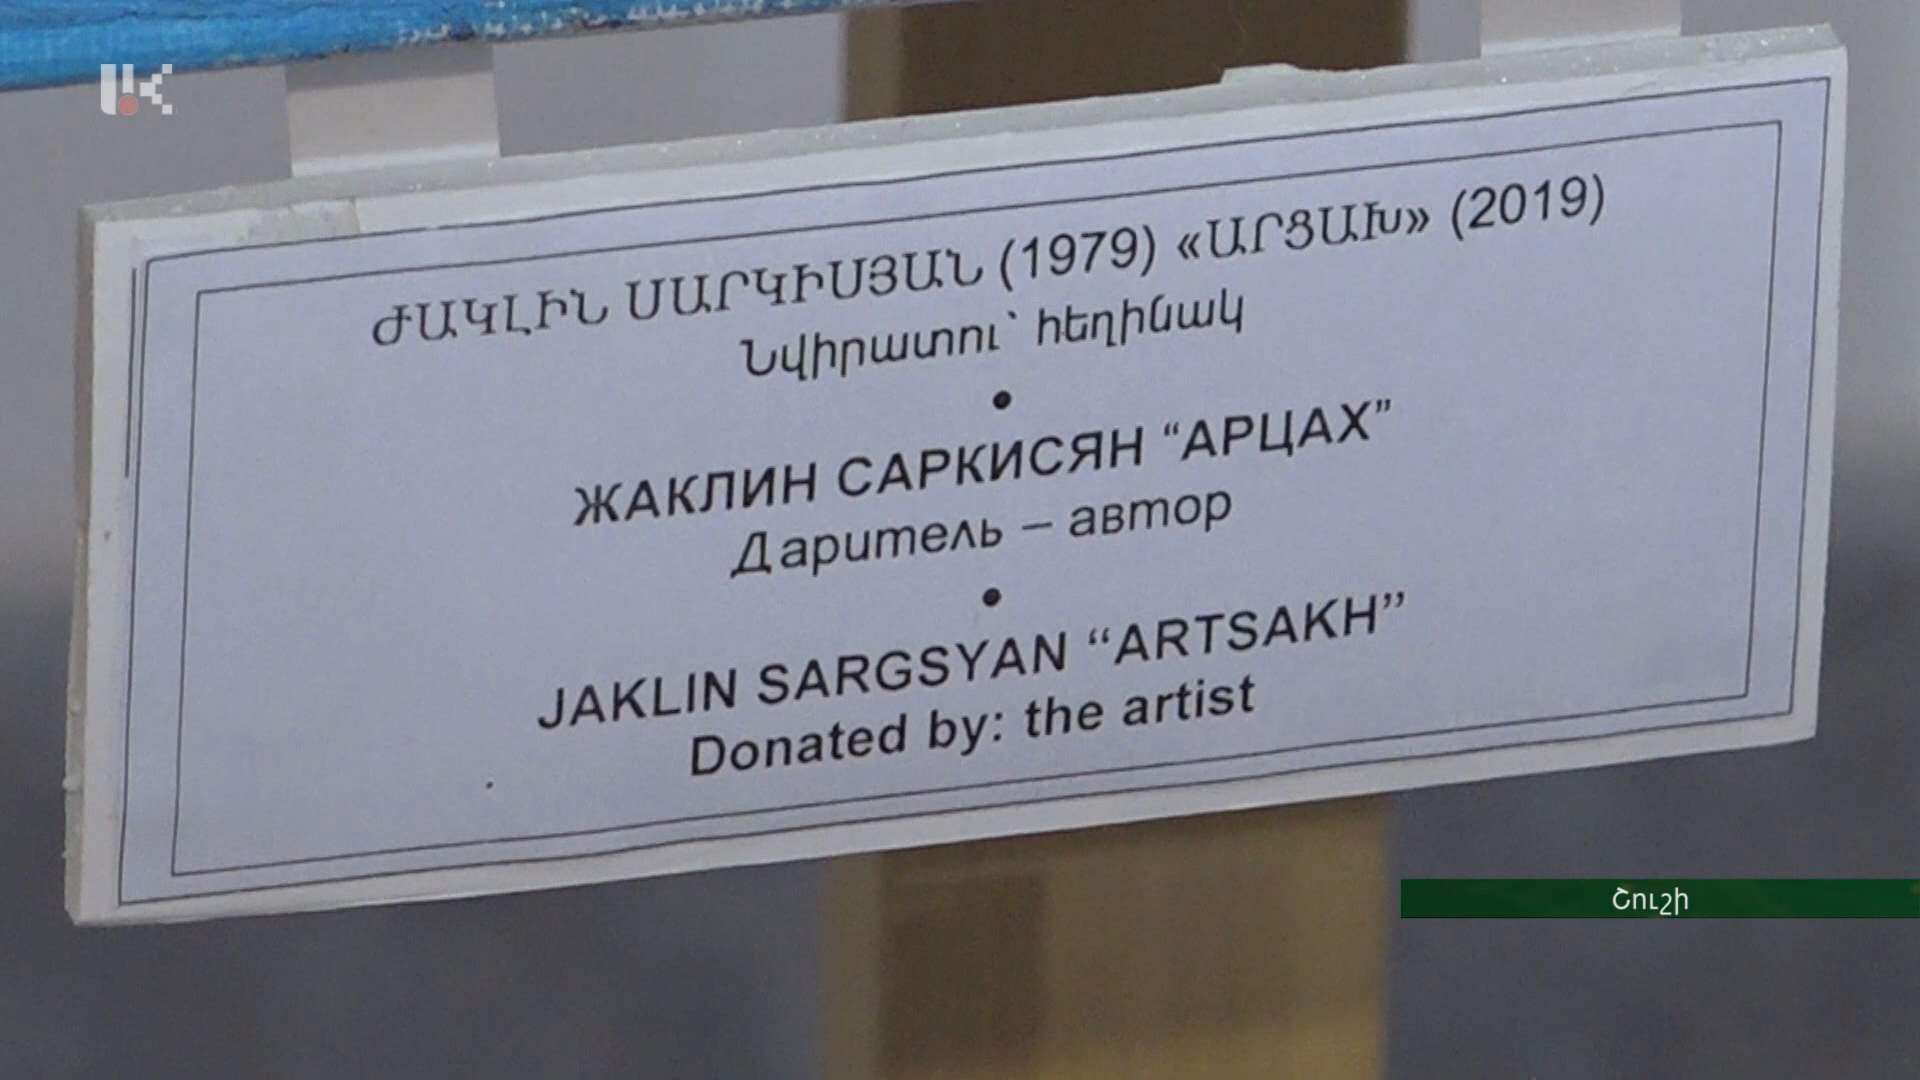 ԺԱԿԼԻՆ ՍԱՐԿԻՍՅԱՆ (1979) «ԱՐՑԱԽ» (2019)
Նվիրատու՝ հեղինակ
•
ЖАКЛИН САРКИСЯН “АРЦАХ”
Даритель – автор
•
JAKLIN SARGSYAN “ARTSAKH”
Donated by: the artist
Շուշի